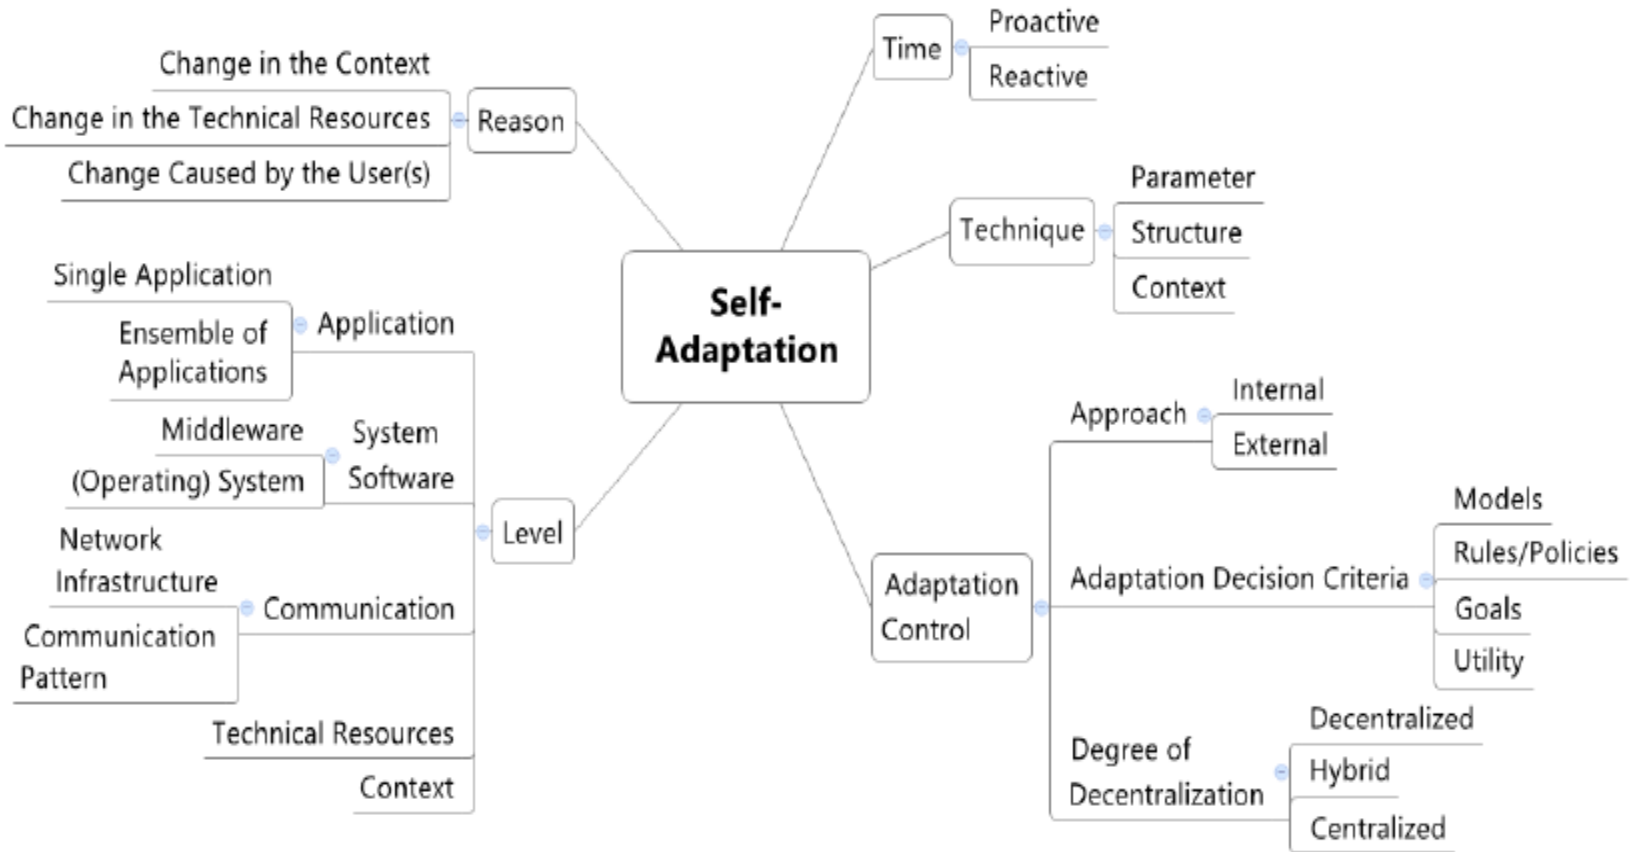 Self-
Adaptation
Time
Proactive
Reactive
Technique
Parameter
Structure
Context
Adaptation
Control
Approach
Internal
External
Adaptation Decision Criteria
Models
Rules/Policies
Goals
Utility
Degree of
Decentralization
Decentralized
Hybrid
Centralized
Reason
Change in the Context
Change in the Technical Resources
Change Caused by the User(s)
Level
Application
Single Application
Ensemble of
Applications
System
Software
Middleware
(Operating) System
Communication
Network
Infrastructure
Communication
Pattern
Technical Resources
Context